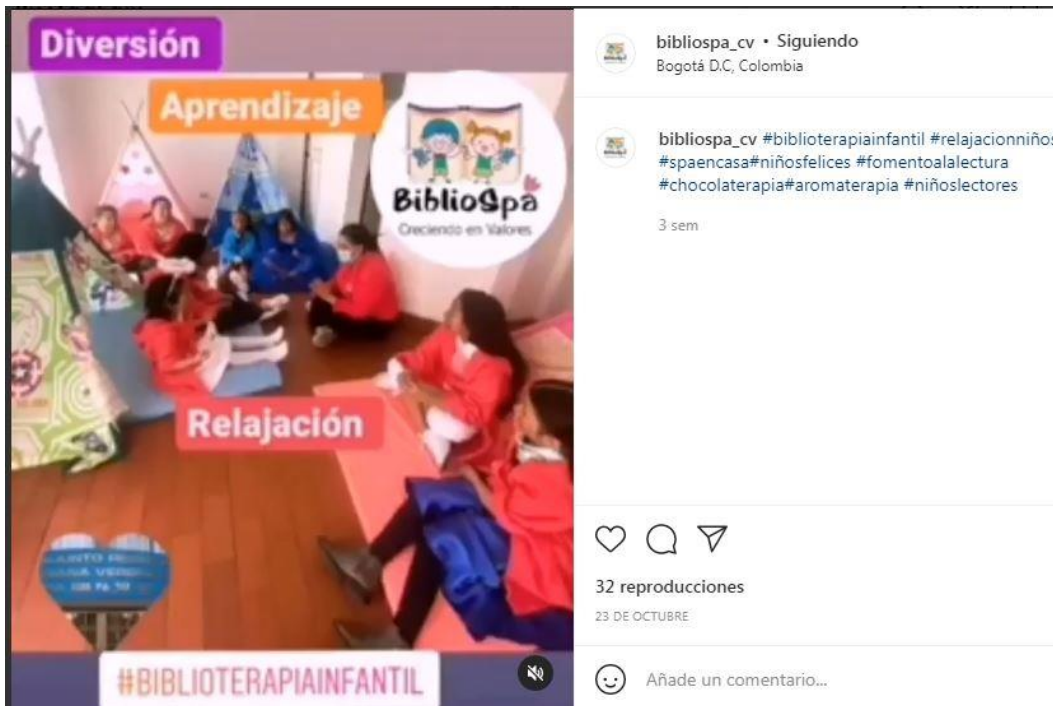 Diversión
Aprendizaje
BiblioSpa
Creciendo en Valores
Relajación
#BIBLIOTERAPIAINFANTIL
bibliospa_cv • Siguiendo
Bogotá D.C, Colombia
bibliospa_cv #biblioterapiainfantil #relajacionniños
#spaencasa#niñosfelices #fomentoalalectura
#chocolaterapia#aromaterapia #niñoslectores
3 sem
32 reproducciones
23 DE OCTUBRE
Añade un comentario...